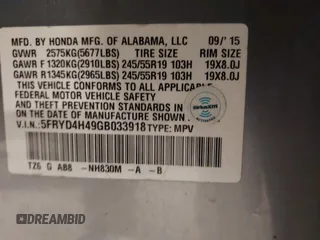 MFD. BY HONDA MFG. OF ALABAMA, LLC 09/'15
GVWR 2575KG(5677LBS) TIRE SIZE RIM SIZE
GAWR F 1320KG(2910LBS) 245/55R19 103H 19X8.0J
GAWR R1345KG(2965LBS) 245/55R19 103H 19X8.0J
THIS VEHICLE CONFORMS TO ALL APPLICABLE
FEDERAL MOTOR VEHICLE SAFETY
AND THEFT PREVENTION STANDARDS IN EFFECT
ON THE DATE OF MANUFACTURE SHOWN ABOVE.
V.I.N.: 5FRYD4H49GB033918 TYPE: MPV
TZ6 G AB8 -NH830M -A -B
SiriusXM
DREAMBID